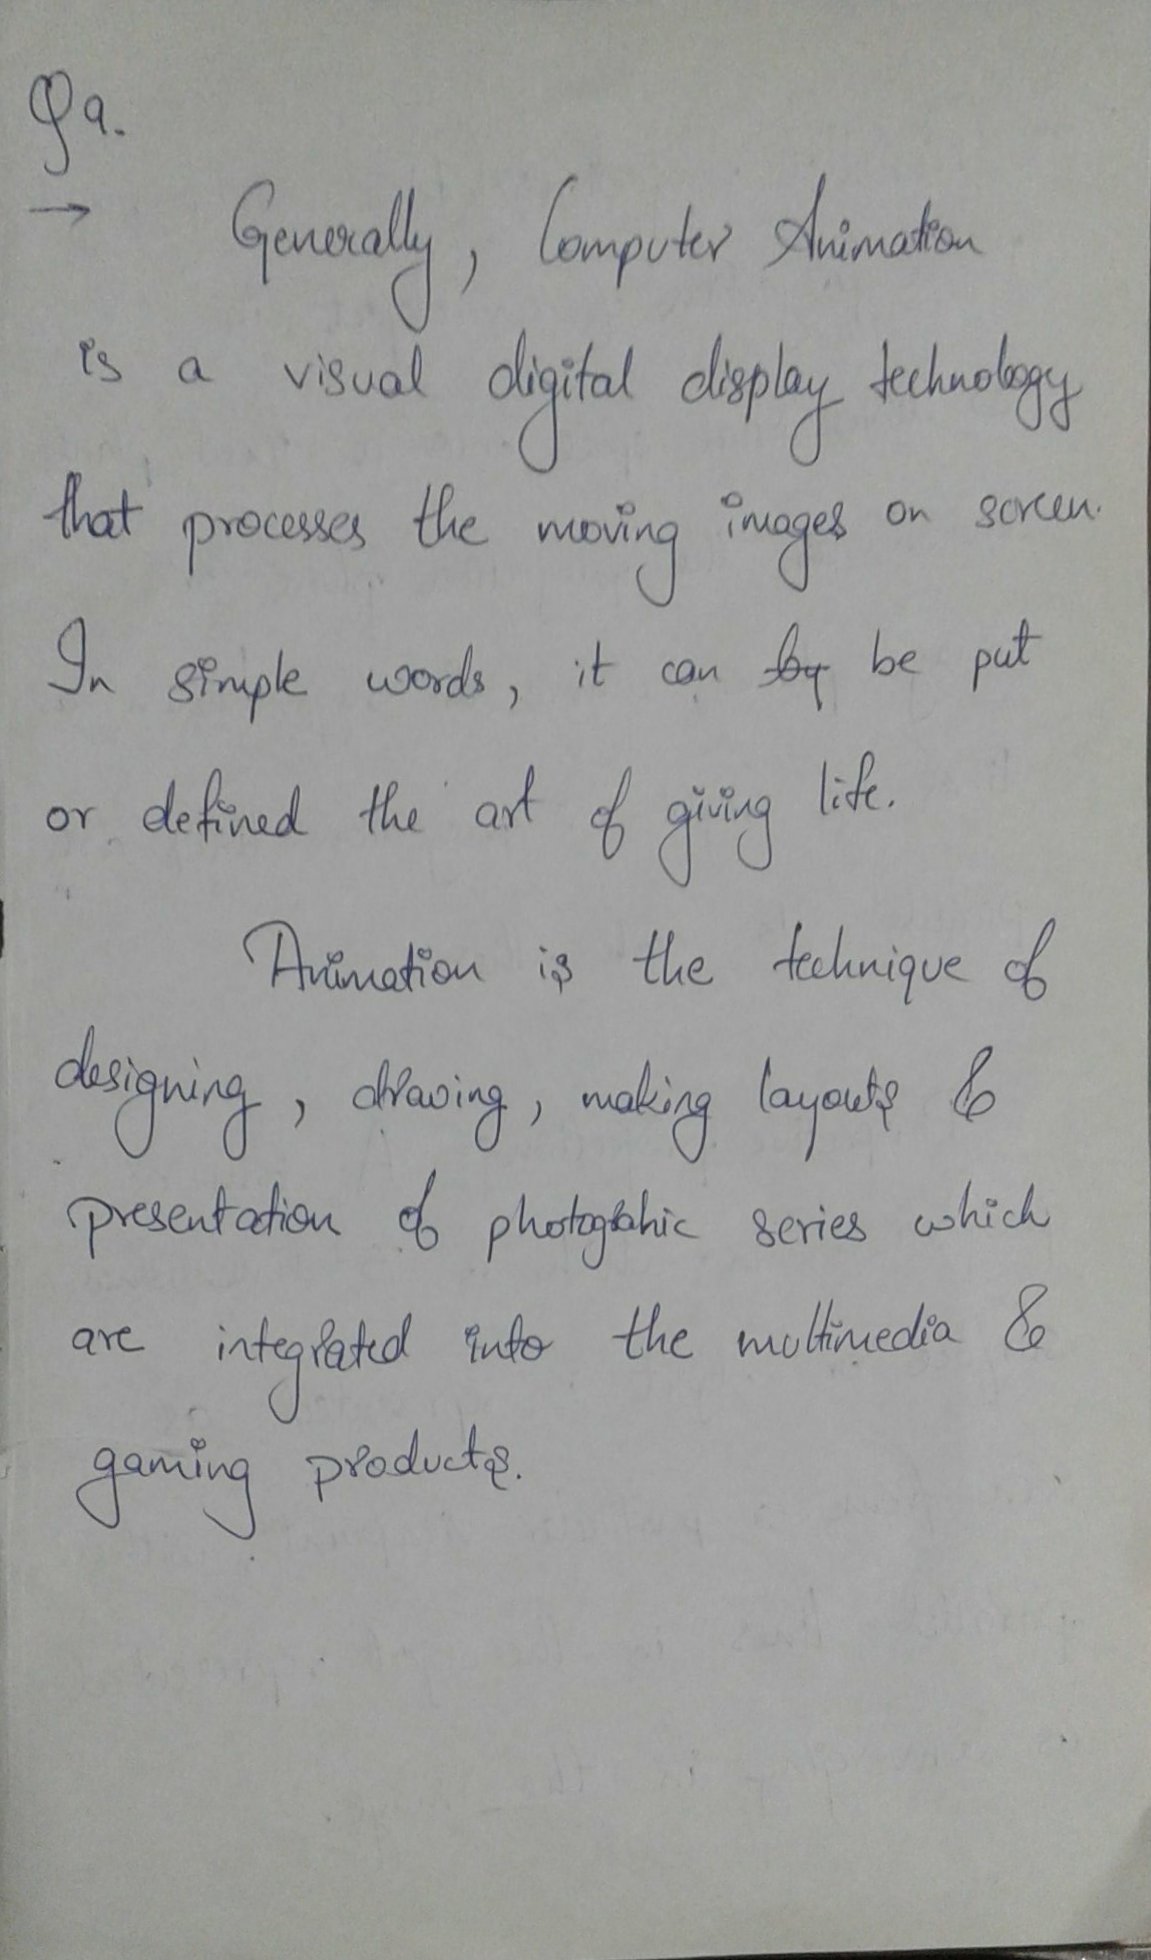 Q9.
→ Generally, Computer Animation
is a visual digital display technology
that processes the moving images on screen.
In simple words, it can by be put
or defined the art of giving life.
Animation is the technique of
designing, drawing, making layouts &
presentation of photograhic series which
are integrated into the multimedia &
gaming products.